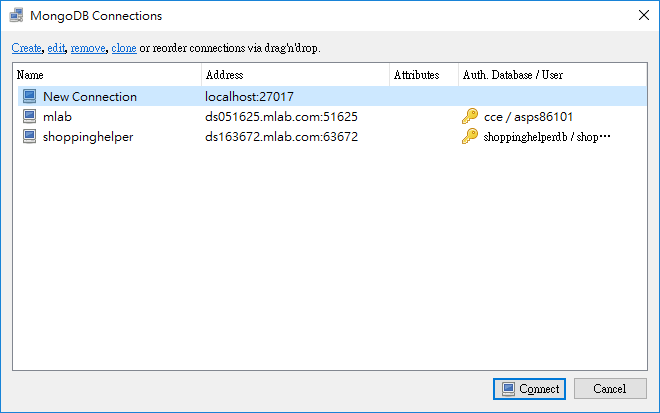 MongoDB Connections
Create, edit, remove, clone or reorder connections via drag'n'drop.
Name Address Attributes Auth. Database / User
New Connection localhost:27017
mlab ds051625.mlab.com:51625 cce / asps86101
shoppinghelper ds163672.mlab.com:63672 shoppinghelperdb / shop⋯
Connect Cancel